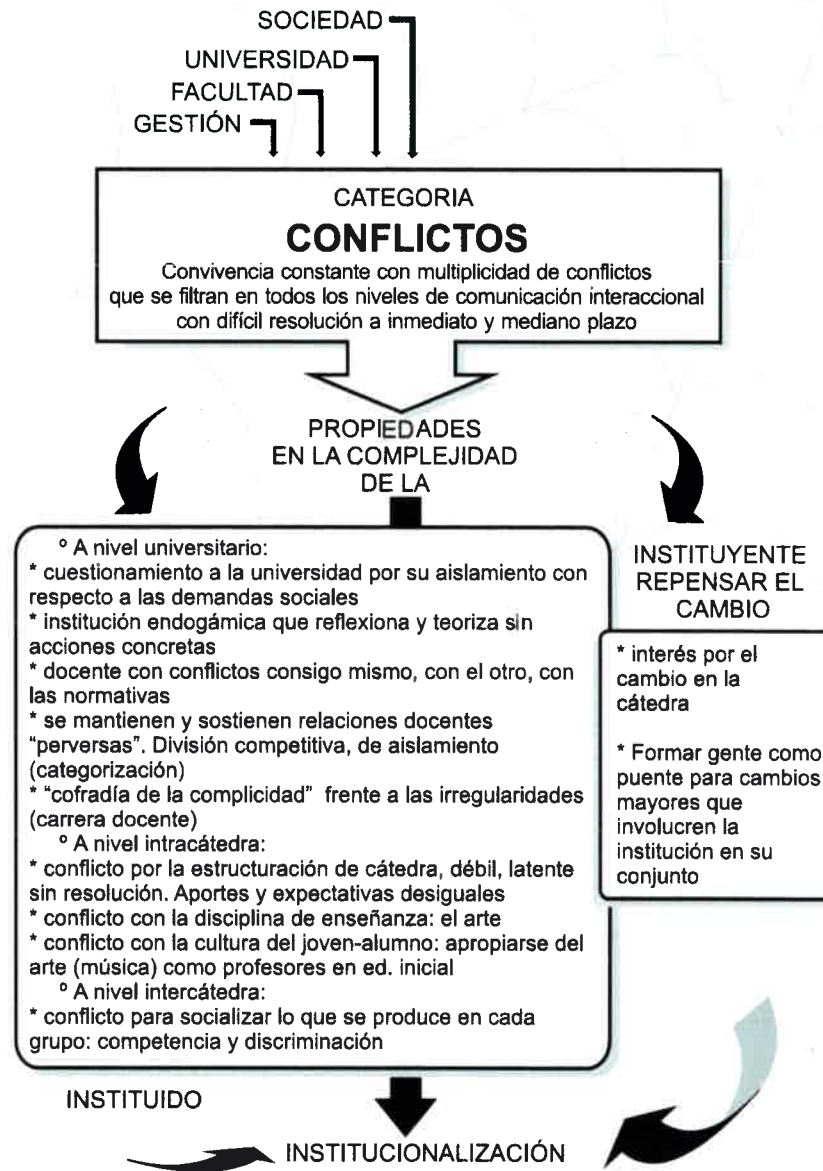 SOCIEDAD
UNIVERSIDAD
FACULTAD
GESTIÓN
CATEGORIA
CONFLICTOS
Convivencia constante con multiplicidad de conflictos
que se filtran en todos los niveles de comunicación interaccional
con difícil resolución a inmediato y mediano plazo
PROPIEDADES
EN LA COMPLEJIDAD
DE LA
º A nivel universitario:
* cuestionamiento a la universidad por su aislamiento con
respecto a las demandas sociales
* institución endogámica que reflexiona y teoriza sin
acciones concretas
* docente con conflictos consigo mismo, con el otro, con
las normativas
* se mantienen y sostienen relaciones docentes
"perversas". División competitiva, de aislamiento
(categorización)
* "cofradía de la complicidad" frente a las irregularidades
(carrera docente)
º A nivel intracátedra:
* conflicto por la estructuración de cátedra, débil, latente
sin resolución. Aportes y expectativas desiguales
* conflicto con la disciplina de enseñanza: el arte
* conflicto con la cultura del joven-alumno: apropiarse del
arte (música) como profesores en ed. inicial
º A nivel intercátedra:
* conflicto para socializar lo que se produce en cada
grupo: competencia y discriminación
INSTITUYENTE
REPENSAR EL
CAMBIO
* interés por el
cambio en la
cátedra
* Formar gente como
puente para cambios
mayores que
involucren la
institución en su
conjunto
INSTITUIDO
INSTITUCIONALIZACIÓN